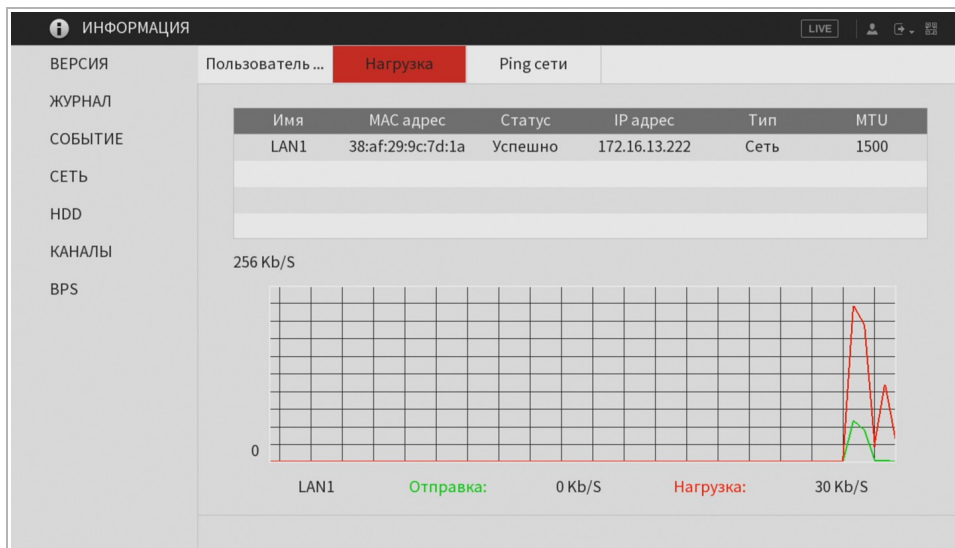 ИНФОРМАЦИЯ
LIVE
ВЕРСИЯ
ЖУРНАЛ
СОБЫТИЕ
СЕТЬ
HDD
КАНАЛЫ
BPS
Пользователь ... Нагрузка Ping сети
Имя MAC адрес Статус IP адрес Тип MTU
LAN1 38:af:29:9c:7d:1a Успешно 172.16.13.222 Сеть 1500
256 Kb/S
0
LAN1 Отправка: 0 Kb/S Нагрузка: 30 Kb/S